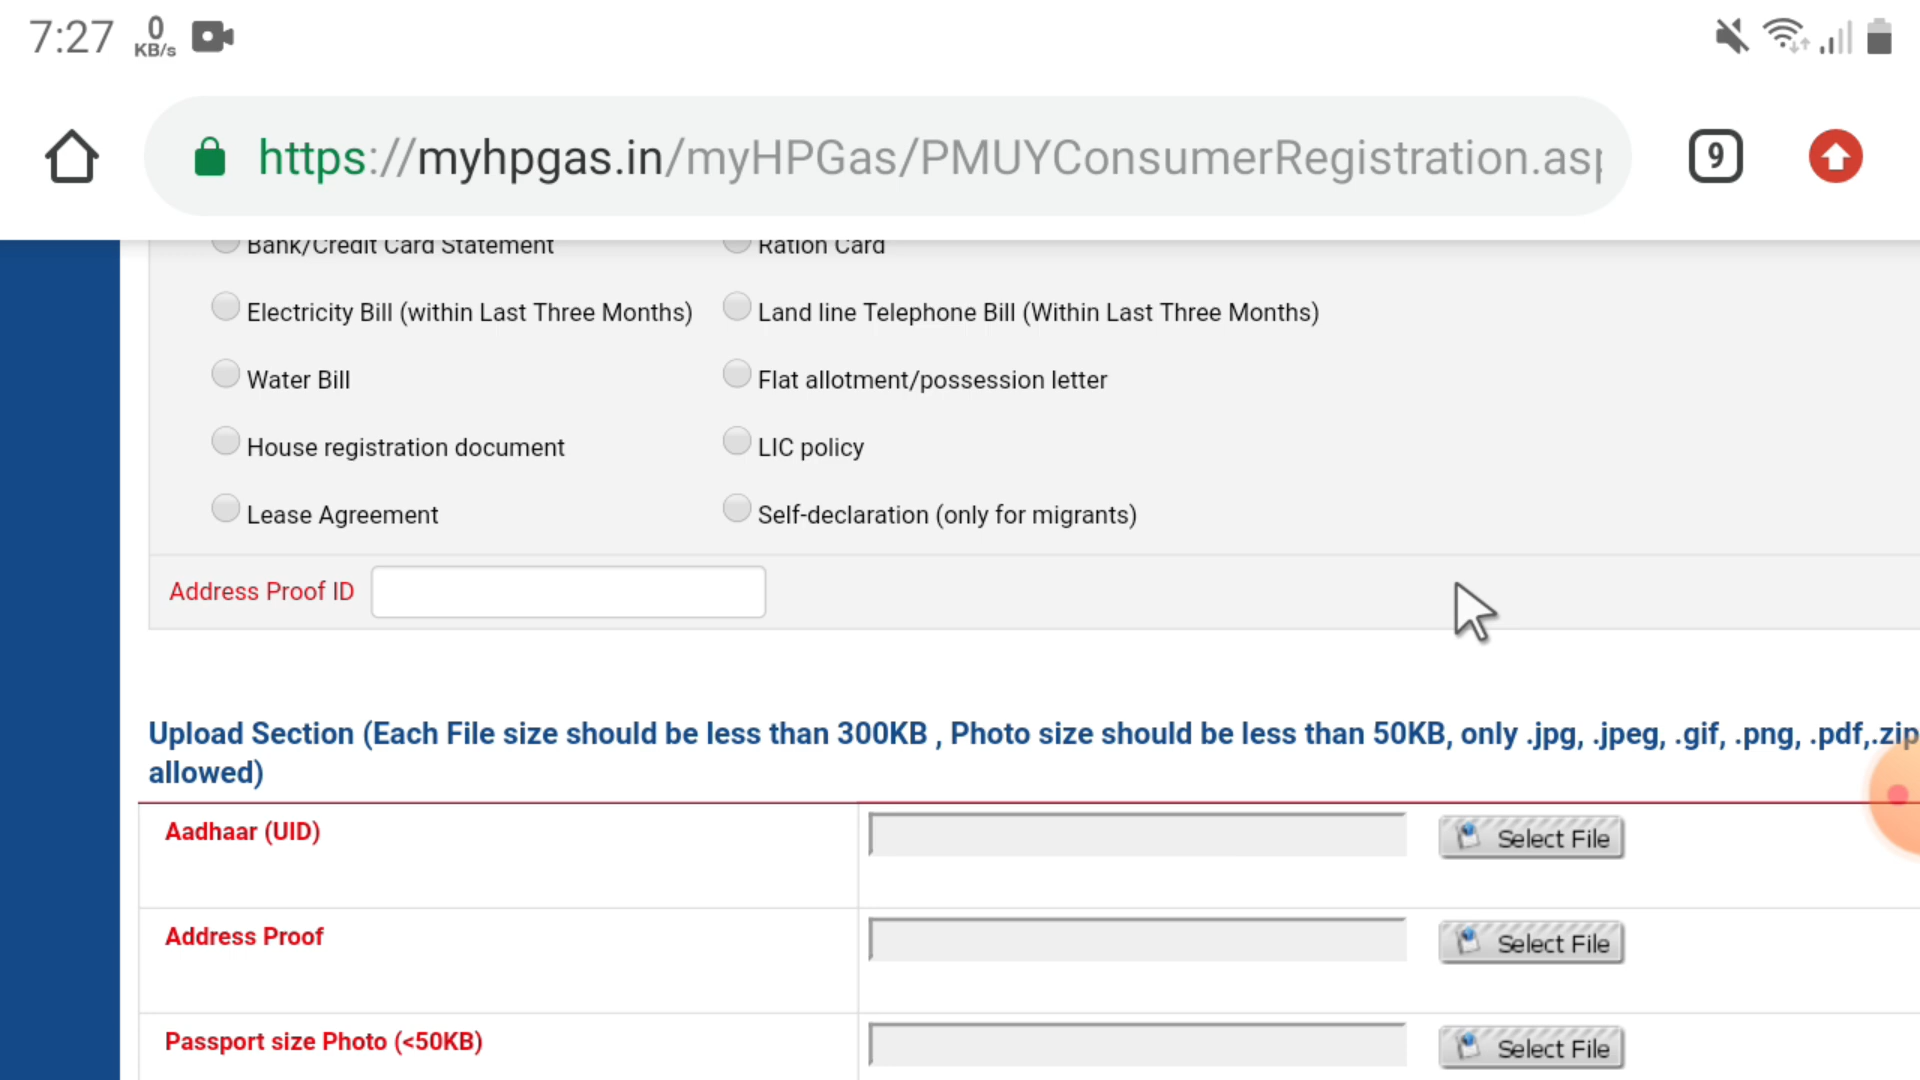 7:27 0 KB/s
https://myhpgas.in/myHPGas/PMUYConsumerRegistration.asp 9
Bank/Credit Card Statement Ration Card
Electricity Bill (within Last Three Months) Land line Telephone Bill (Within Last Three Months)
Water Bill Flat allotment/possession letter
House registration document LIC policy
Lease Agreement Self-declaration (only for migrants)
Address Proof ID
Upload Section (Each File size should be less than 300KB , Photo size should be less than 50KB, only .jpg, .jpeg, .gif, .png, .pdf,.zip
allowed)
Aadhaar (UID) Select File
Address Proof Select File
Passport size Photo (<50KB) Select File